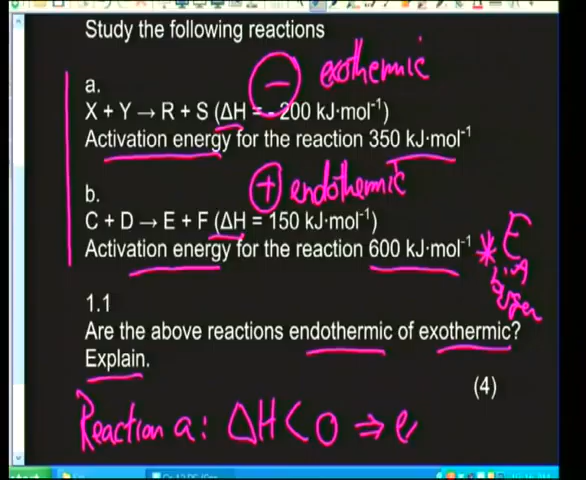 Study the following reactions
− exothermic
a.
X + Y → R + S (ΔH = - 200 kJ·mol⁻¹)
Activation energy for the reaction 350 kJ·mol⁻¹
+ endothermic
b.
C + D → E + F (ΔH = 150 kJ·mol⁻¹)
Activation energy for the reaction 600 kJ·mol⁻¹
* E
1.1
Are the above reactions endothermic of exothermic?
Explain.
(4)
Reaction a: ΔH < 0 ⇒ e